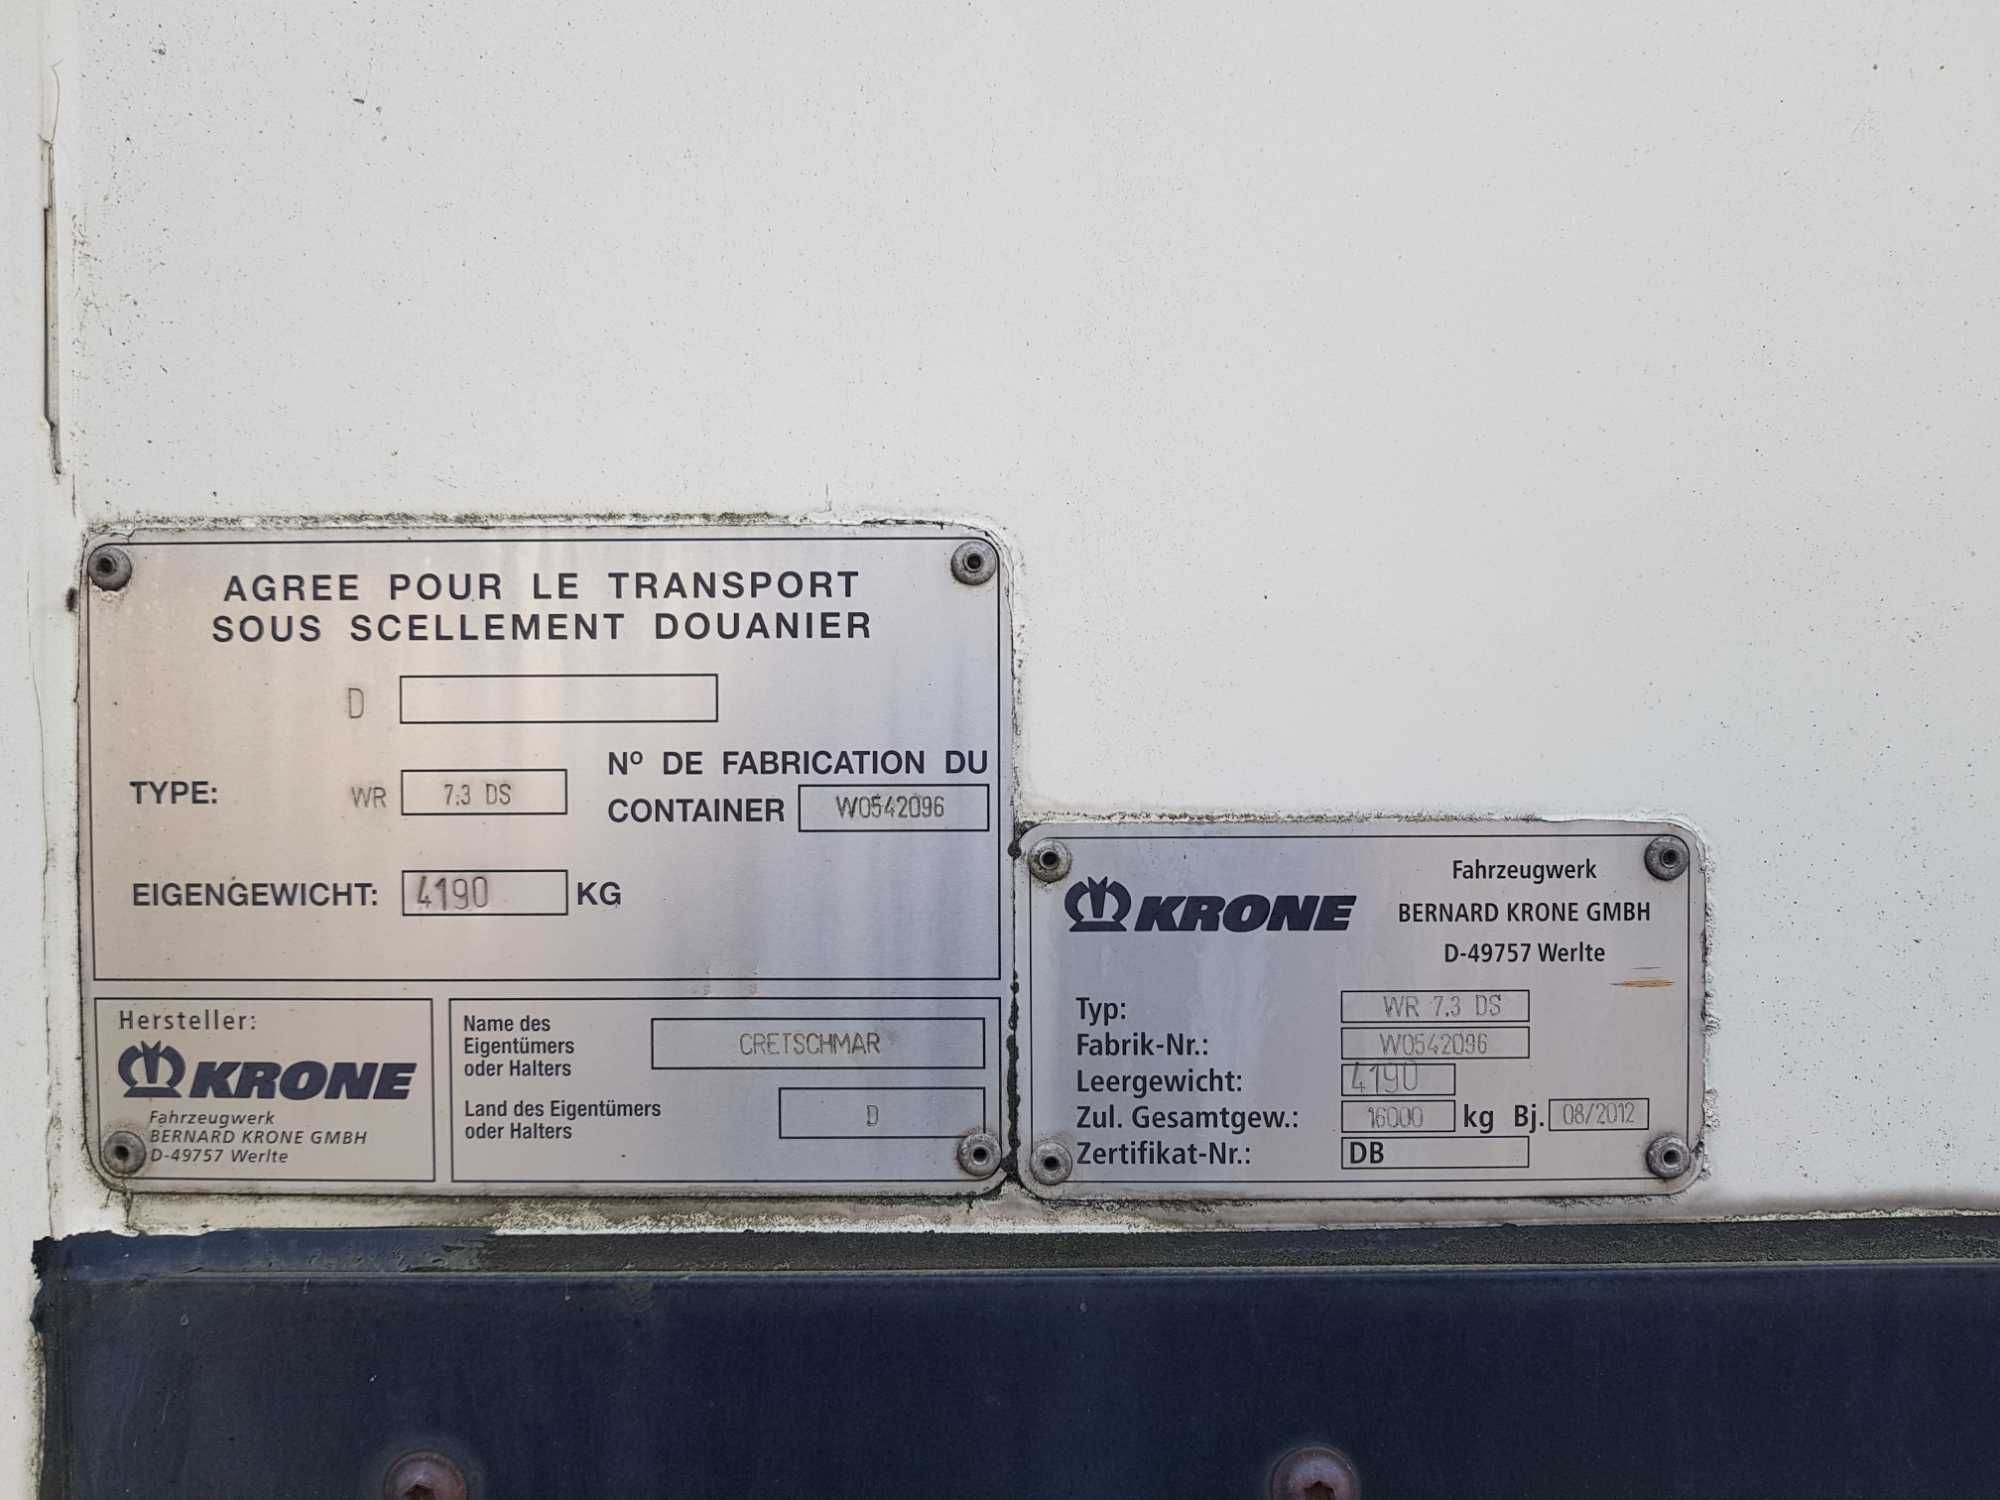 AGREE POUR LE TRANSPORT
SOUS SCELLEMENT DOUANIER
D
TYPE: WR 7.3 DS
Nº DE FABRICATION DU
CONTAINER W0542096
EIGENGEWICHT: 4190 KG
Hersteller:
KRONE
Fahrzeugwerk
BERNARD KRONE GMBH
D-49757 Werlte
Name des
Eigentümers
oder Halters
CRETSCHMAR
Land des Eigentümers
oder Halters
D
KRONE
Fahrzeugwerk
BERNARD KRONE GMBH
D-49757 Werlte
Typ: WR 7.3 DS
Fabrik-Nr.: W0542096
Leergewicht: 4190
Zul. Gesamtgew.: 16000 kg Bj. 08/2012
Zertifikat-Nr.: DB